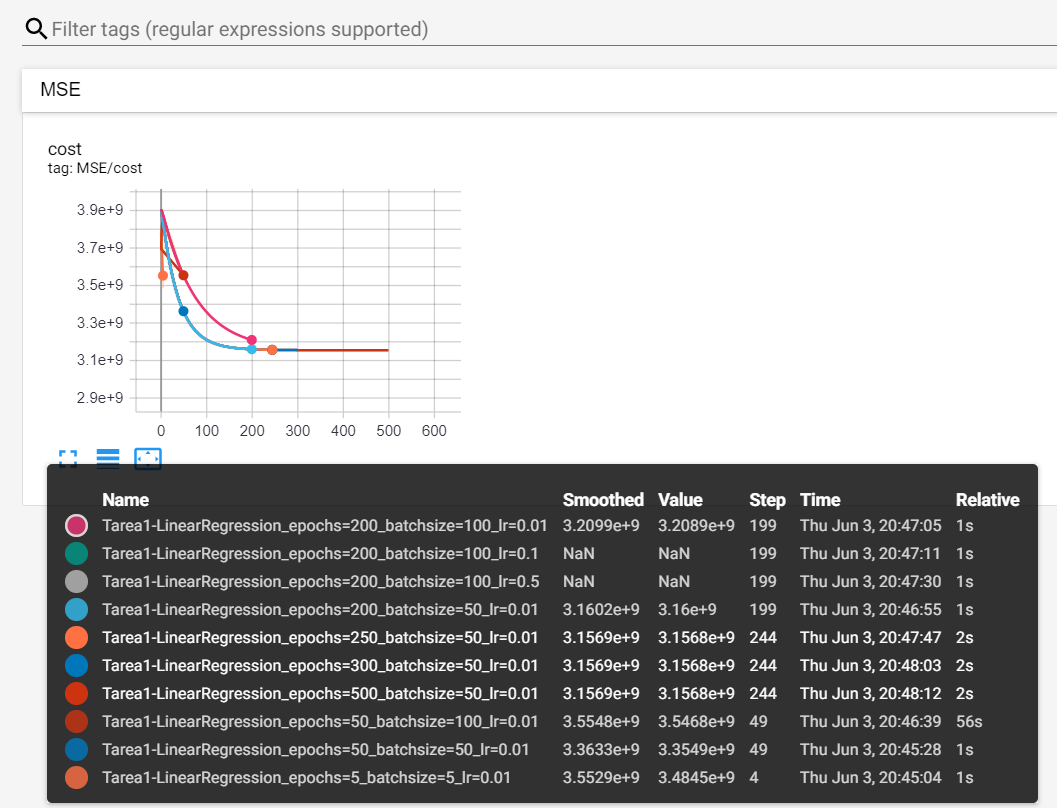 Filter tags (regular expressions supported)
MSE
cost
tag: MSE/cost
3.9e+9
3.7e+9
3.5e+9
3.3e+9
3.1e+9
2.9e+9
0 100 200 300 400 500 600
Name Smoothed Value Step Time Relative
Tarea1-LinearRegression_epochs=200_batchsize=100_lr=0.01 3.2099e+9 3.2089e+9 199 Thu Jun 3, 20:47:05 1s
Tarea1-LinearRegression_epochs=200_batchsize=100_lr=0.1 NaN NaN 199 Thu Jun 3, 20:47:11 1s
Tarea1-LinearRegression_epochs=200_batchsize=100_lr=0.5 NaN NaN 199 Thu Jun 3, 20:47:30 1s
Tarea1-LinearRegression_epochs=200_batchsize=50_lr=0.01 3.1602e+9 3.16e+9 199 Thu Jun 3, 20:46:55 1s
Tarea1-LinearRegression_epochs=250_batchsize=50_lr=0.01 3.1569e+9 3.1568e+9 244 Thu Jun 3, 20:47:47 2s
Tarea1-LinearRegression_epochs=300_batchsize=50_lr=0.01 3.1569e+9 3.1568e+9 244 Thu Jun 3, 20:48:03 2s
Tarea1-LinearRegression_epochs=500_batchsize=50_lr=0.01 3.1569e+9 3.1568e+9 244 Thu Jun 3, 20:48:12 2s
Tarea1-LinearRegression_epochs=50_batchsize=100_lr=0.01 3.5548e+9 3.5468e+9 49 Thu Jun 3, 20:46:39 56s
Tarea1-LinearRegression_epochs=50_batchsize=50_lr=0.01 3.3633e+9 3.3549e+9 49 Thu Jun 3, 20:45:28 1s
Tarea1-LinearRegression_epochs=5_batchsize=5_lr=0.01 3.5529e+9 3.4845e+9 4 Thu Jun 3, 20:45:04 1s